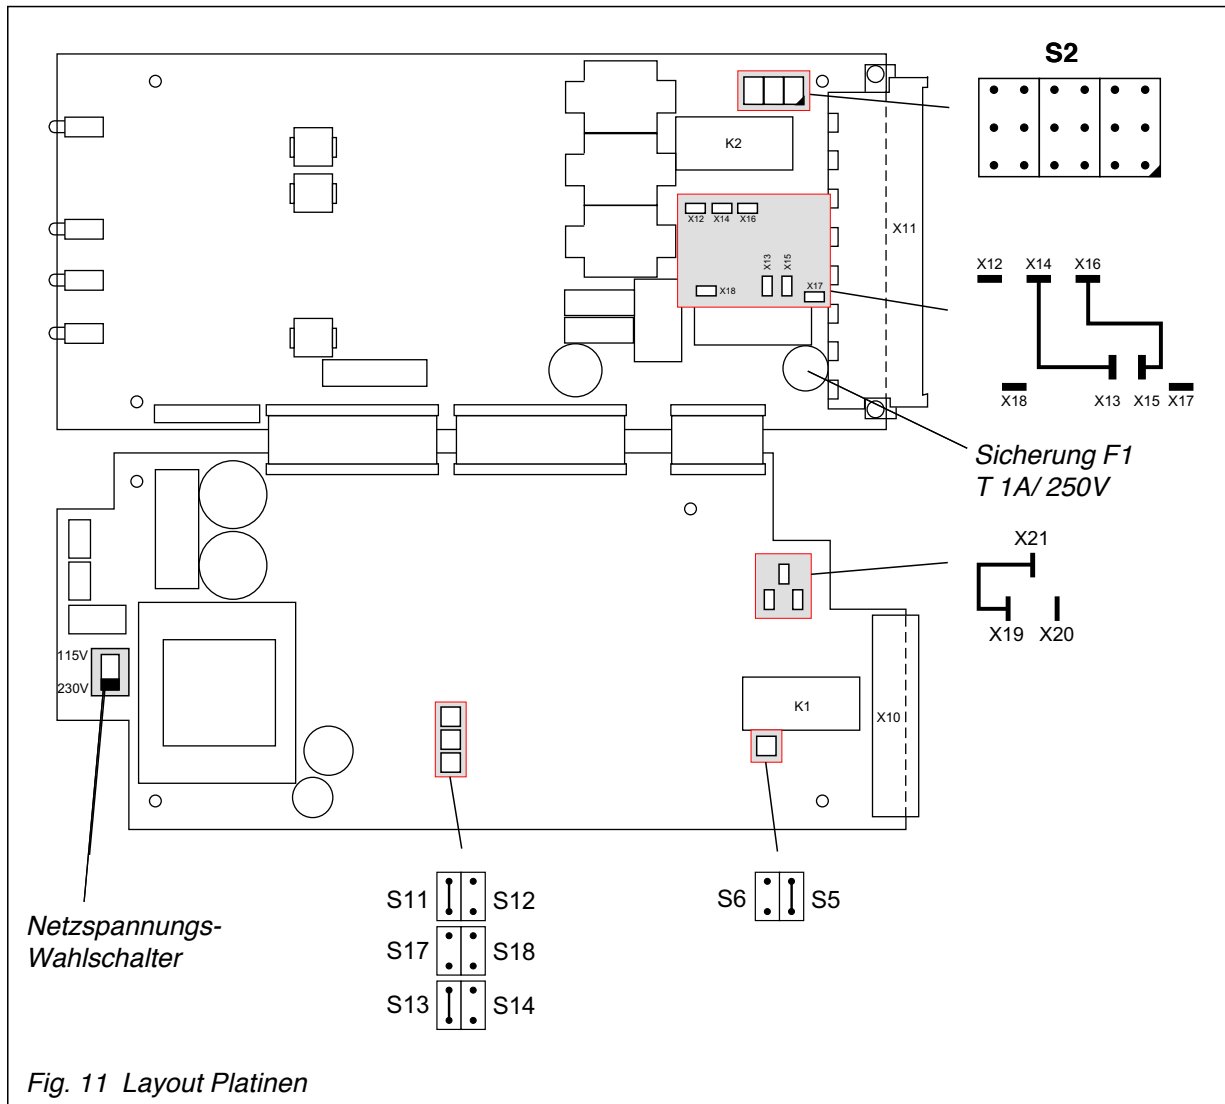 S2
K2
X11
X12 X14 X16
X13 X15
X18 X17
X12 X14 X16
X18 X13 X15 X17
Sicherung F1
T 1A/ 250V
X21
X19 X20
115V
230V
K1
X10
S11 S12
S17 S18
S13 S14
S6 S5
Netzspannungs-
Wahlschalter
Fig. 11 Layout Platinen